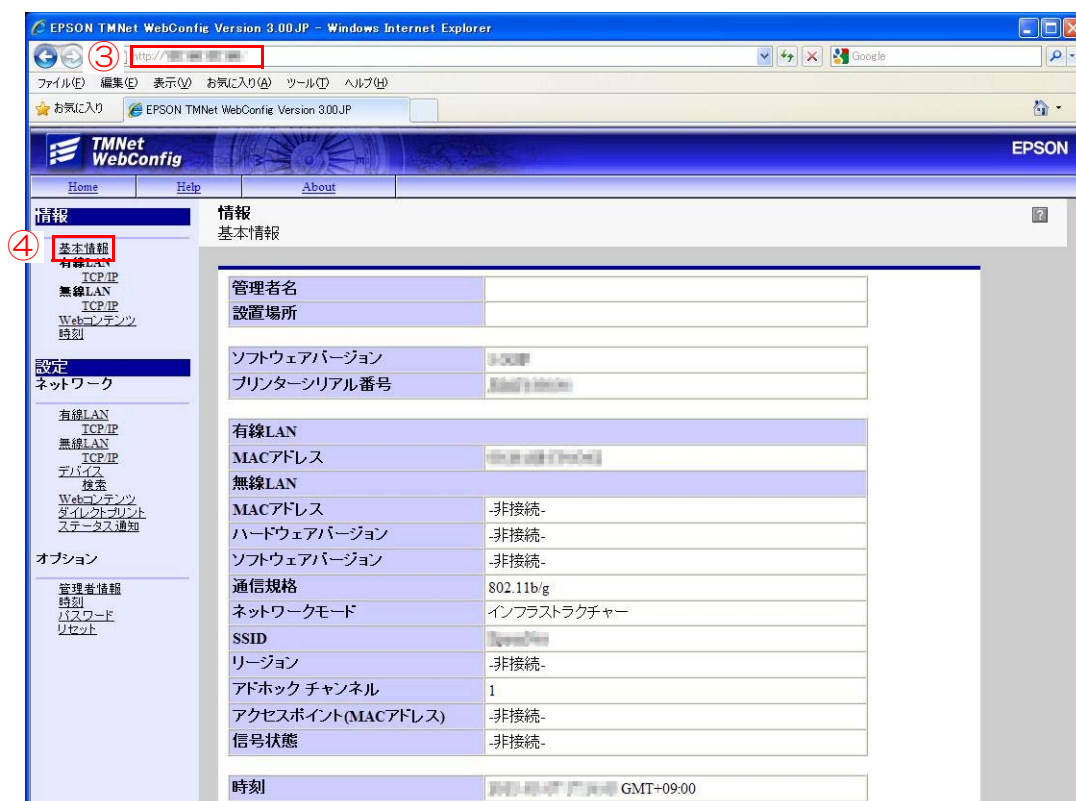 EPSON TMNet WebConfig Version 3.00JP - Windows Internet Explorer
③ http://
Google
ファイル(F) 編集(E) 表示(V) お気に入り(A) ツール(T) ヘルプ(H)
お気に入り EPSON TMNet WebConfig Version 3.00JP
TMNet
WebConfig
EPSON
Home Help About
情報
④ 基本情報
有線LAN
TCP/IP
無線LAN
TCP/IP
Webコンテンツ
時刻
設定
ネットワーク
有線LAN
TCP/IP
無線LAN
TCP/IP
デバイス
検索
Webコンテンツ
ダイレクトプリント
ステータス通知
オプション
管理者情報
時刻
パスワード
リセット
情報
?
基本情報
管理者名
設置場所
ソフトウェアバージョン
プリンターシリアル番号
有線LAN
MACアドレス
無線LAN
MACアドレス -非接続-
ハードウェアバージョン -非接続-
ソフトウェアバージョン -非接続-
通信規格 802.11b/g
ネットワークモード インフラストラクチャー
SSID
リージョン -非接続-
アドホック チャンネル 1
アクセスポイント(MACアドレス) -非接続-
信号状態 -非接続-
時刻 GMT+09:00